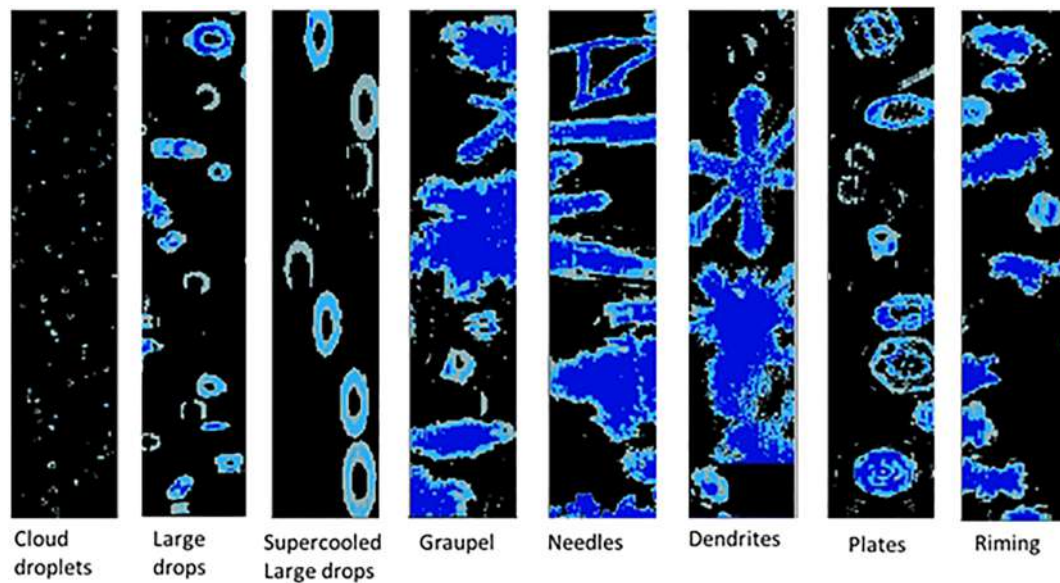 Cloud
droplets
Large
drops
Supercooled
Large drops
Graupel
Needles
Dendrites
Plates
Riming